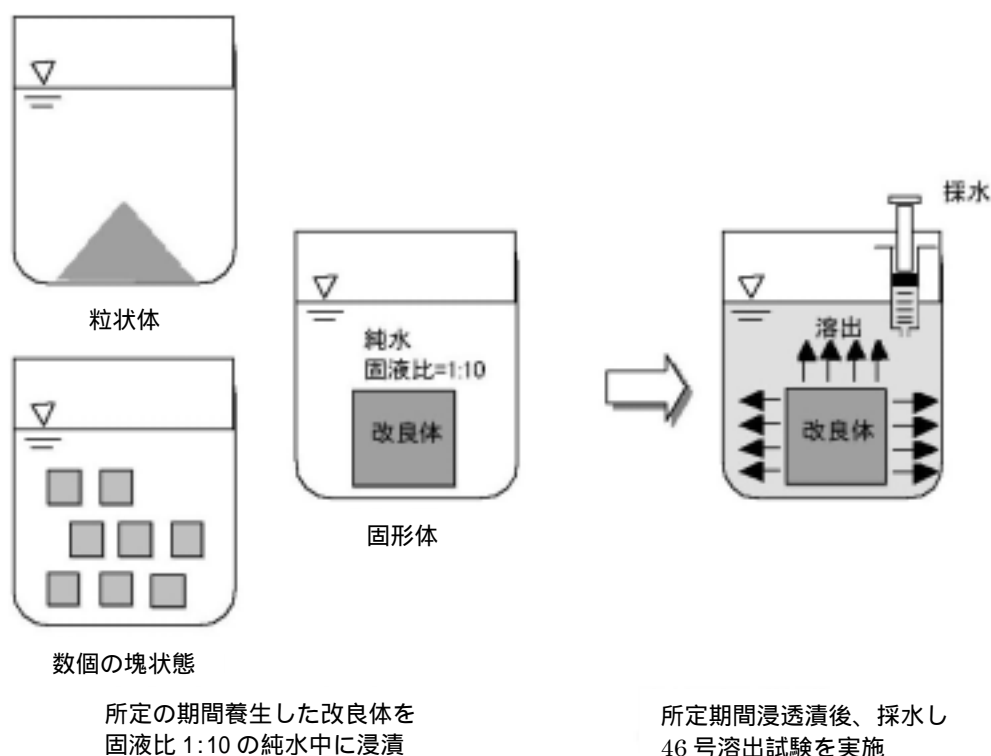 採水
粒状体
純水
固液比=1:10
改良体
溶出
改良体
固形体
数個の塊状態
所定の期間養生した改良体を
固液比 1:10 の純水中に浸漬
所定期間浸透漬後、採水し
46 号溶出試験を実施